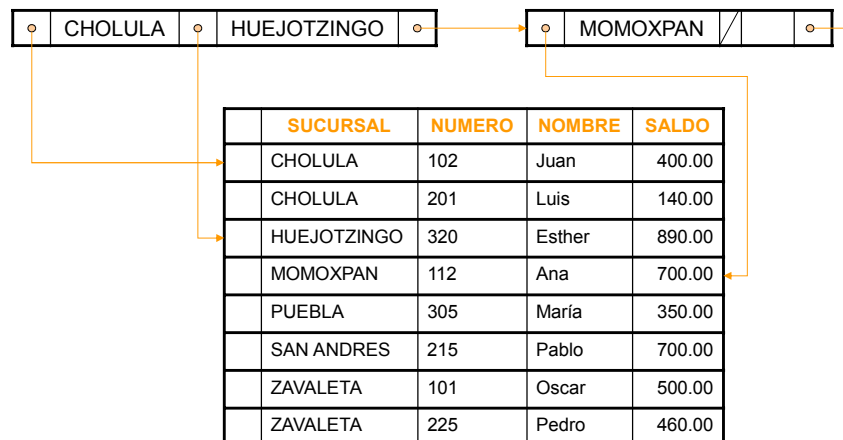 CHOLULA HUEJOTZINGO MOMOXPAN
SUCURSAL NUMERO NOMBRE SALDO
CHOLULA 102 Juan 400.00
CHOLULA 201 Luis 140.00
HUEJOTZINGO 320 Esther 890.00
MOMOXPAN 112 Ana 700.00
PUEBLA 305 María 350.00
SAN ANDRES 215 Pablo 700.00
ZAVALETA 101 Oscar 500.00
ZAVALETA 225 Pedro 460.00